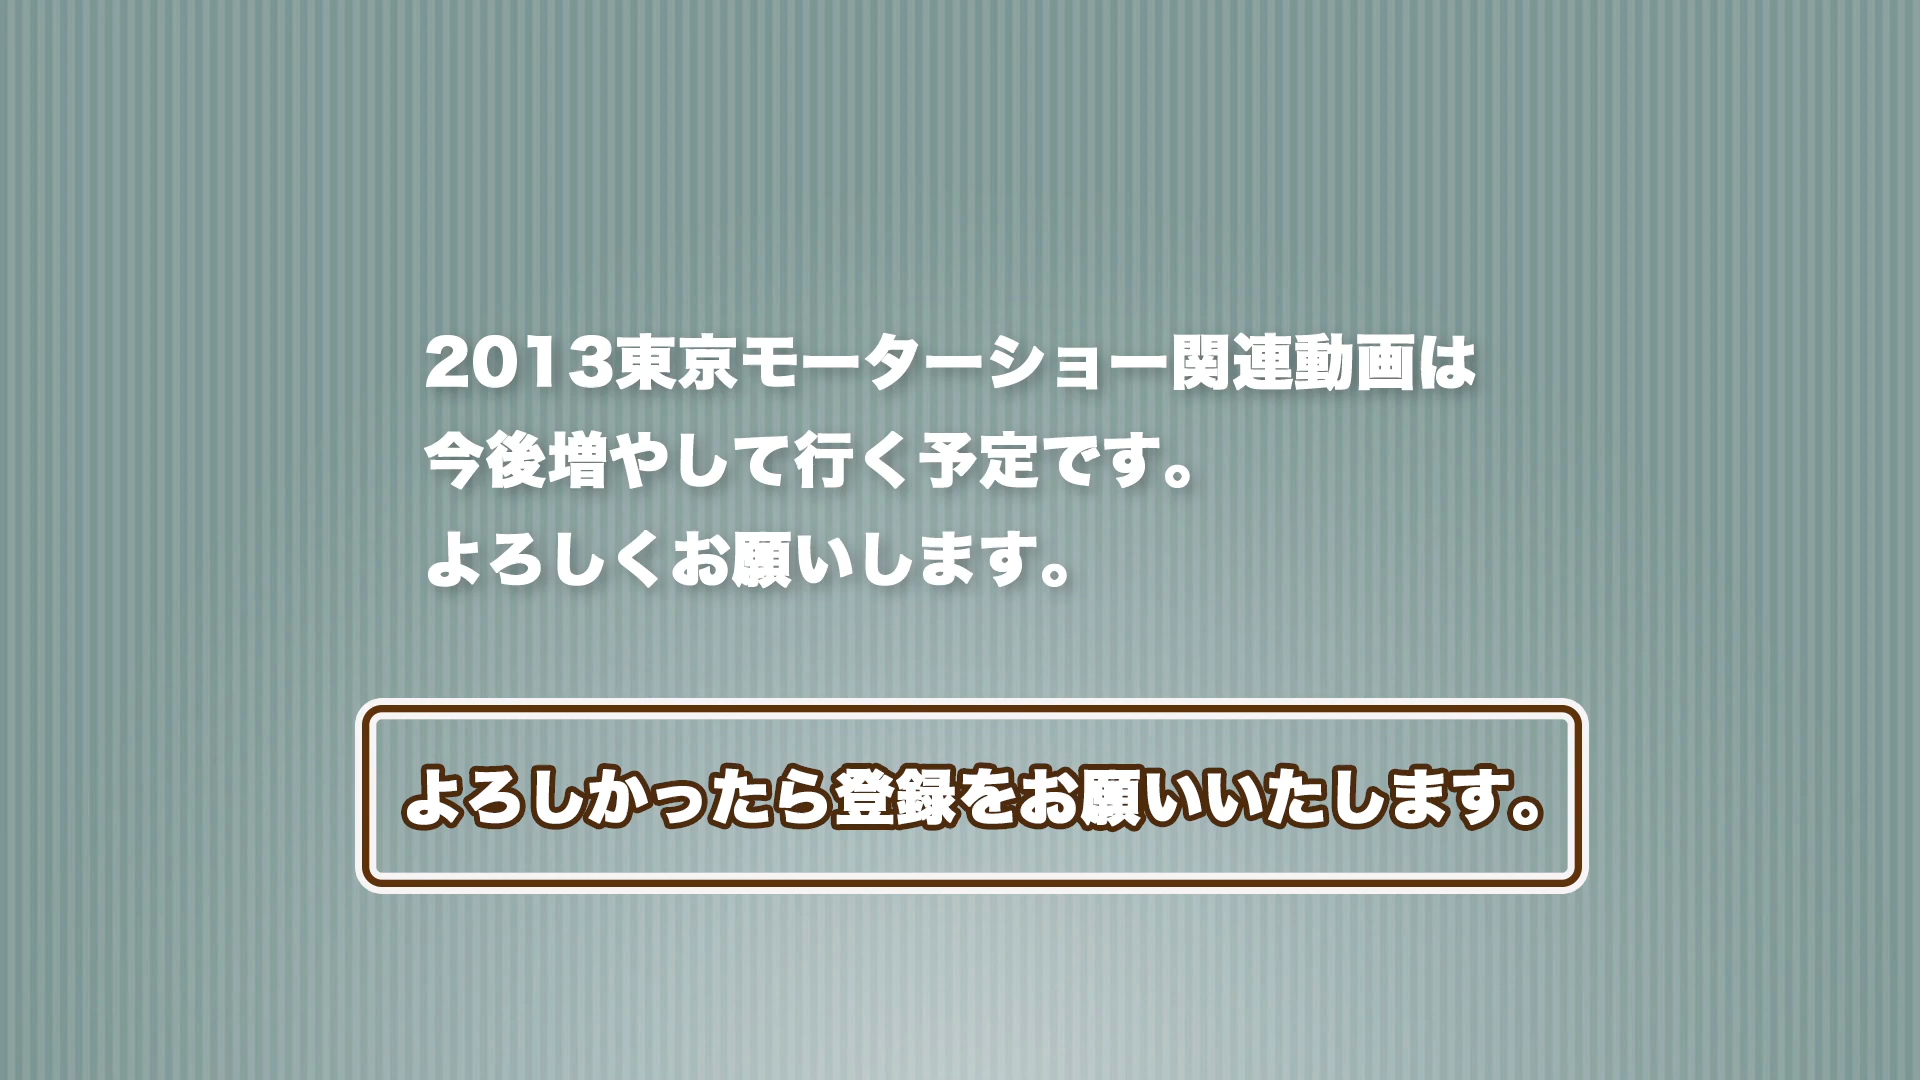 2013東京モーターショー関連動画は
今後増やして行く予定です。
よろしくお願いします。
よろしかったら登録をお願いいたします。